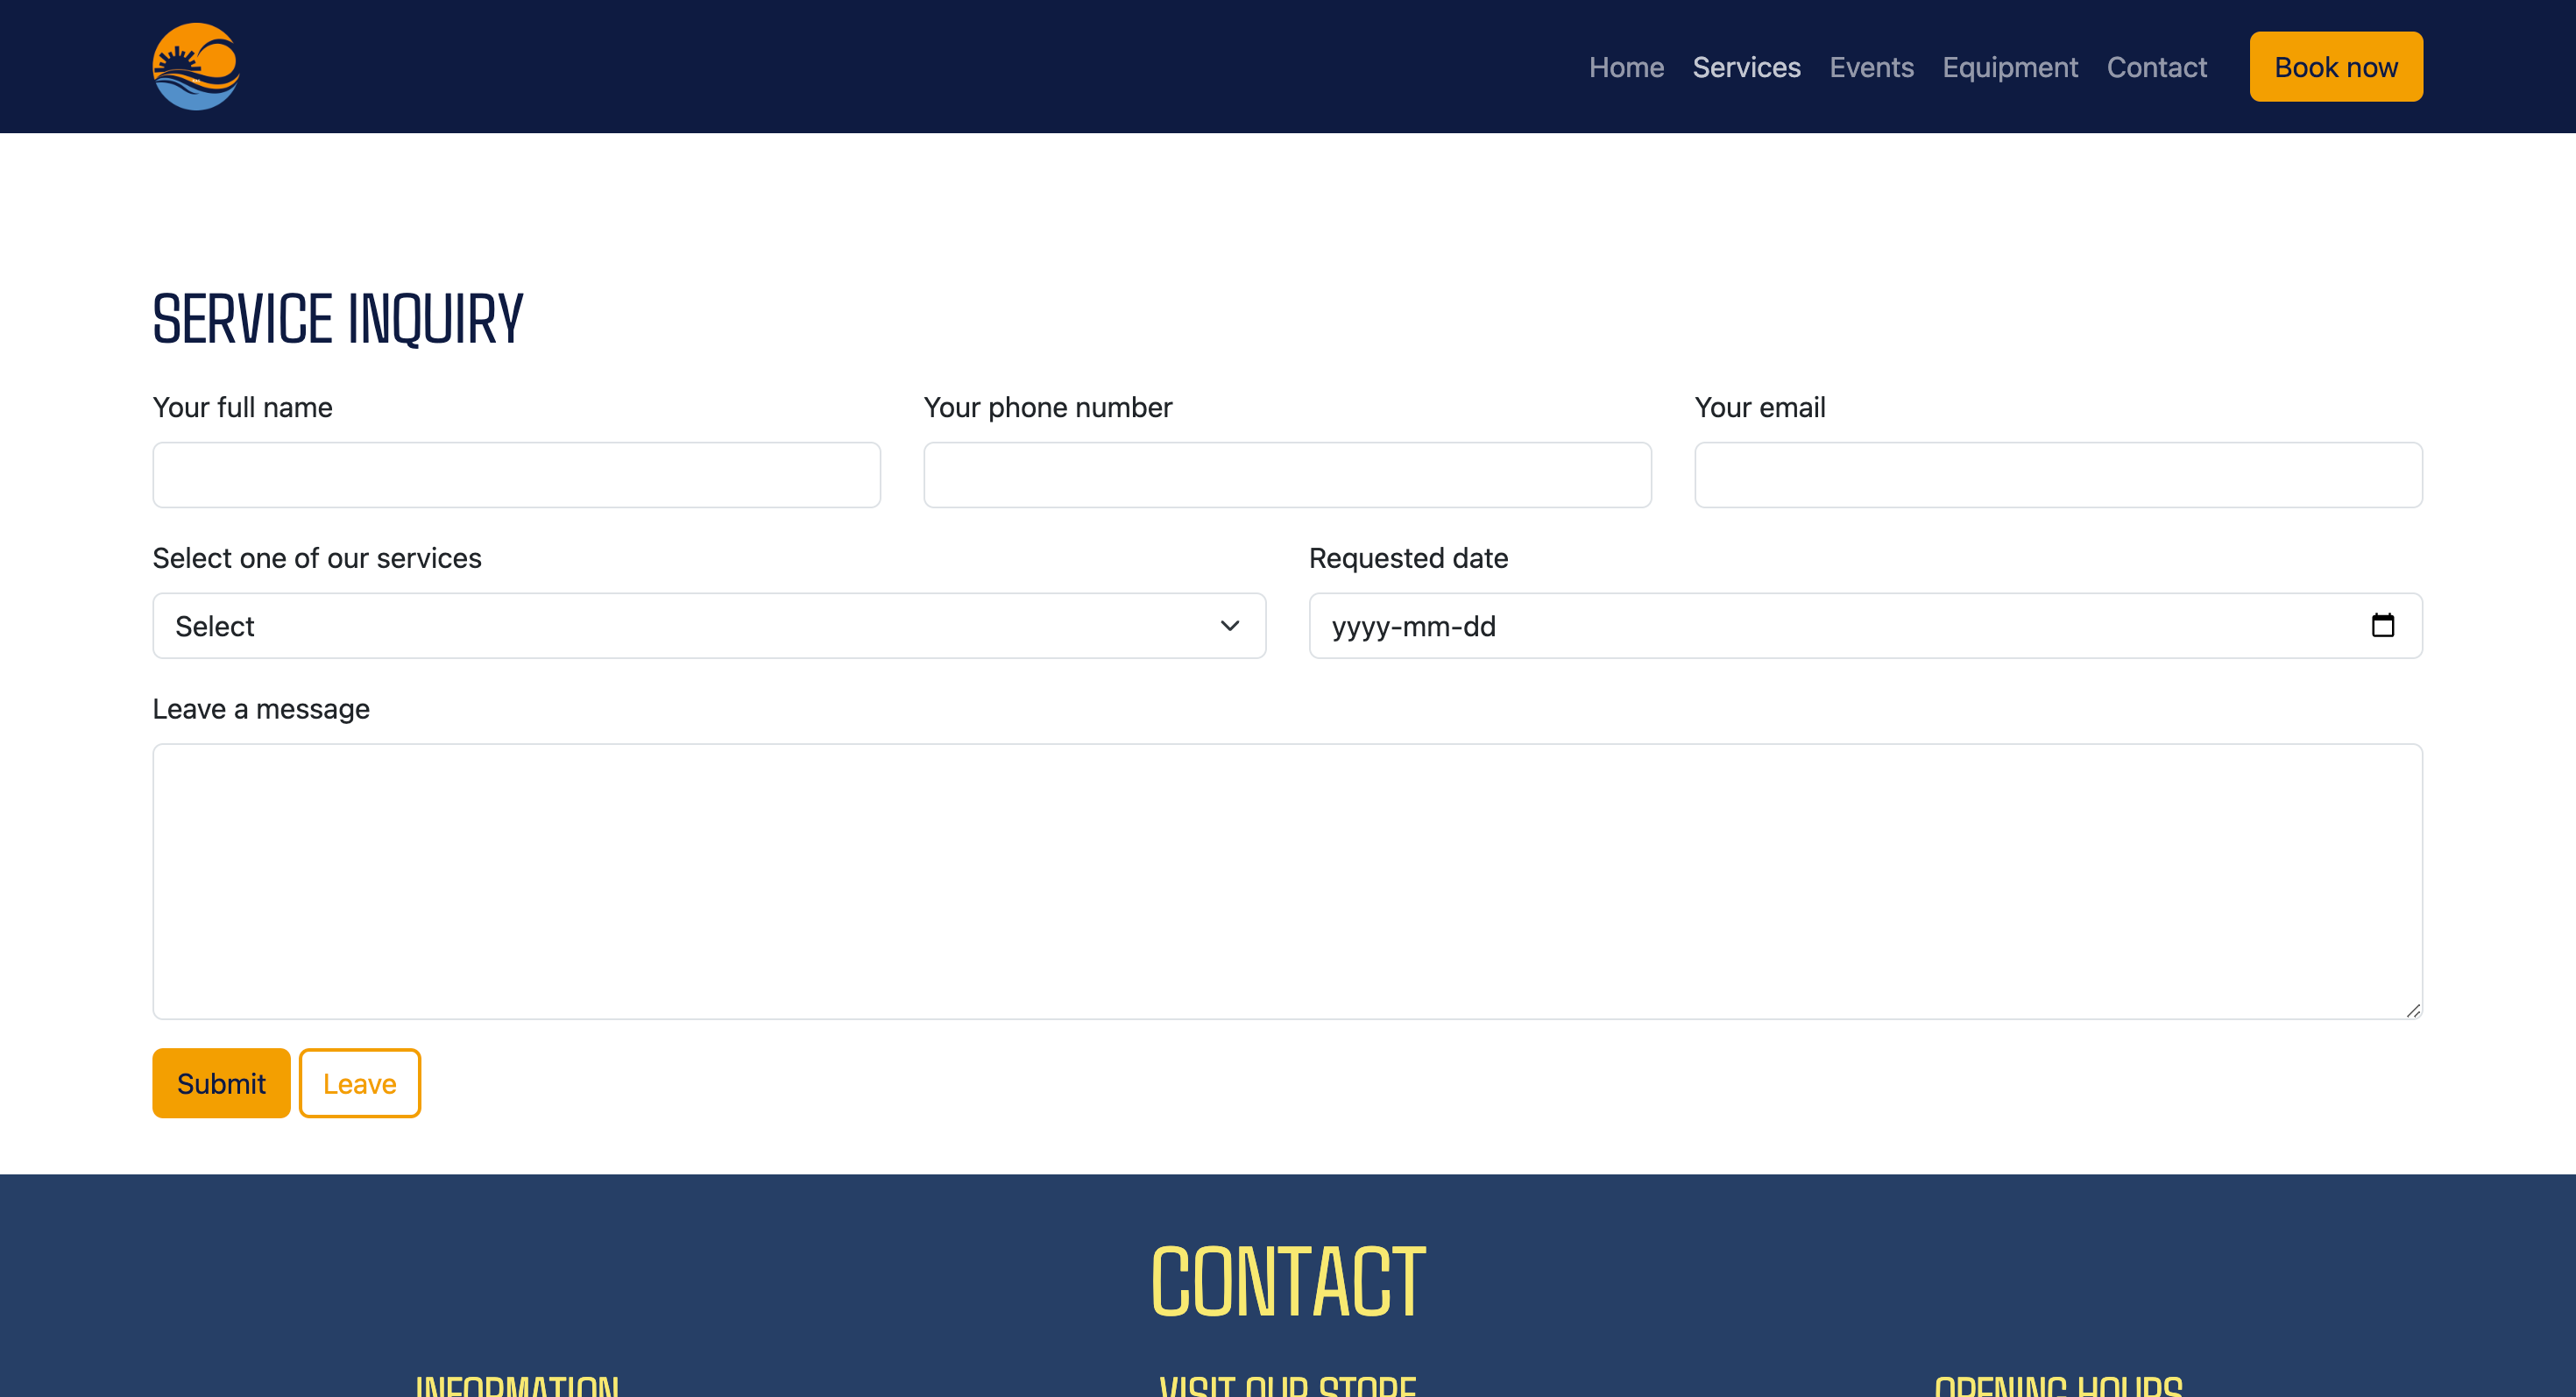 Home Services Events Equipment Contact Book now
SERVICE INQUIRY
Your full name Your phone number Your email
Select one of our services Requested date
Select yyyy-mm-dd
Leave a message
Submit Leave
CONTACT
INFORMATION VISIT OUR STORE OPENING HOURS